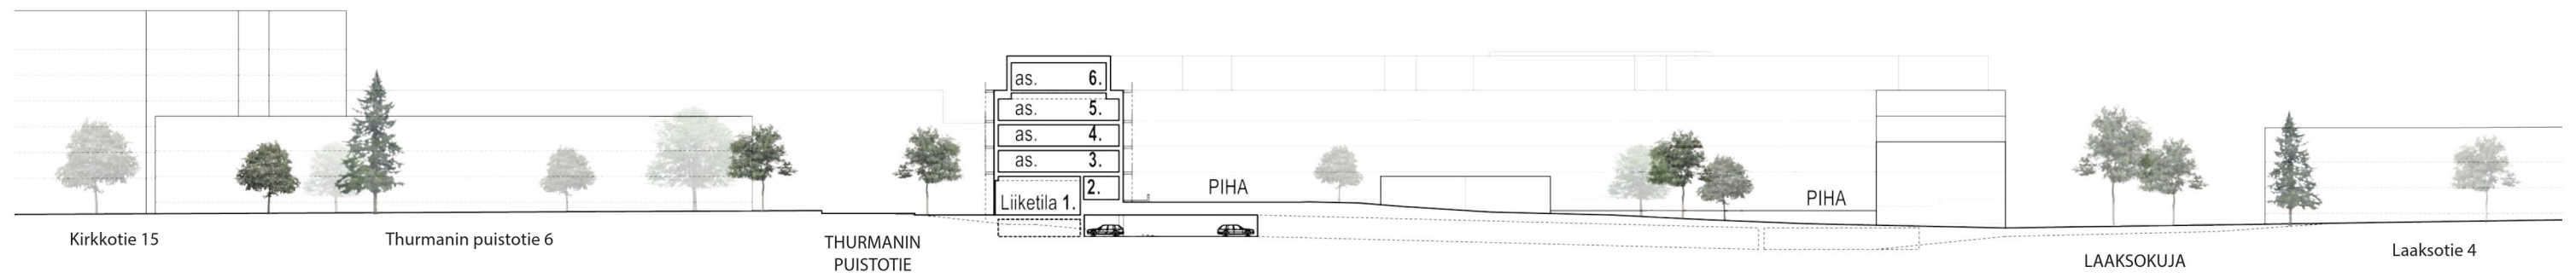 as. 6.
as. 5.
as. 4.
as. 3.
2.
Liiketila 1.
PIHA
PIHA
Kirkkotie 15
Thurmanin puistotie 6
THURMANIN
PUISTOTIE
LAAKSOKUJA
Laaksotie 4